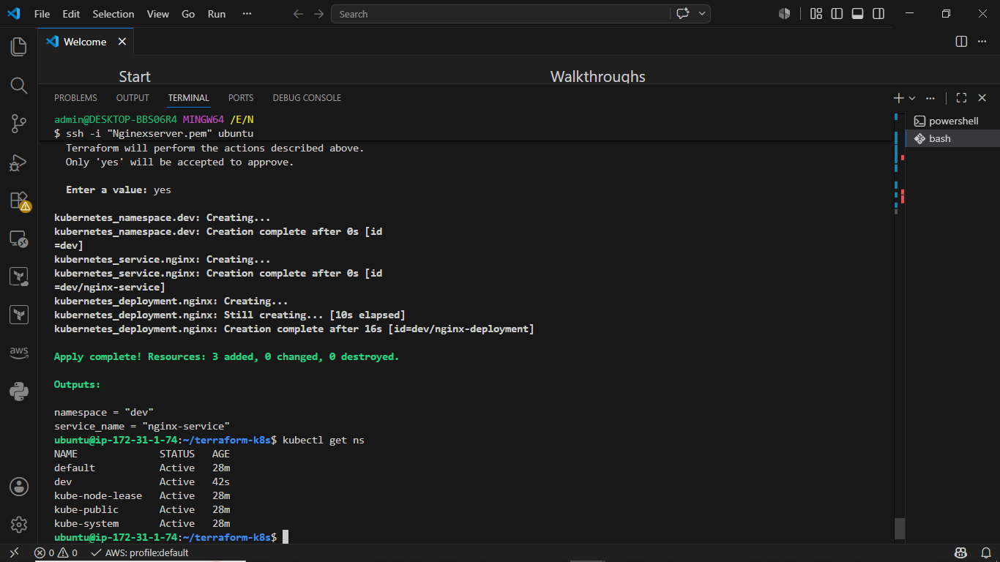 File Edit Selection View Go Run ···
Search
Welcome
Start
Walkthroughs
PROBLEMS OUTPUT TERMINAL PORTS DEBUG CONSOLE
powershell
bash
admin@DESKTOP-BBS06R4 MINGW64 /E/N
$ ssh -i "Nginexserver.pem" ubuntu
Terraform will perform the actions described above.
Only 'yes' will be accepted to approve.
Enter a value: yes
kubernetes_namespace.dev: Creating...
kubernetes_namespace.dev: Creation complete after 0s [id
=dev]
kubernetes_service.nginx: Creating...
kubernetes_service.nginx: Creation complete after 0s [id
=dev/nginx-service]
kubernetes_deployment.nginx: Creating...
kubernetes_deployment.nginx: Still creating... [10s elapsed]
kubernetes_deployment.nginx: Creation complete after 16s [id=dev/nginx-deployment]
Apply complete! Resources: 3 added, 0 changed, 0 destroyed.
Outputs:
namespace = "dev"
service_name = "nginx-service"
ubuntu@ip-172-31-1-74:~/terraform-k8s$ kubectl get ns
NAME STATUS AGE
default Active 28m
dev Active 42s
kube-node-lease Active 28m
kube-public Active 28m
kube-system Active 28m
ubuntu@ip-172-31-1-74:~/terraform-k8s$
aws
0 0 AWS: profile:default